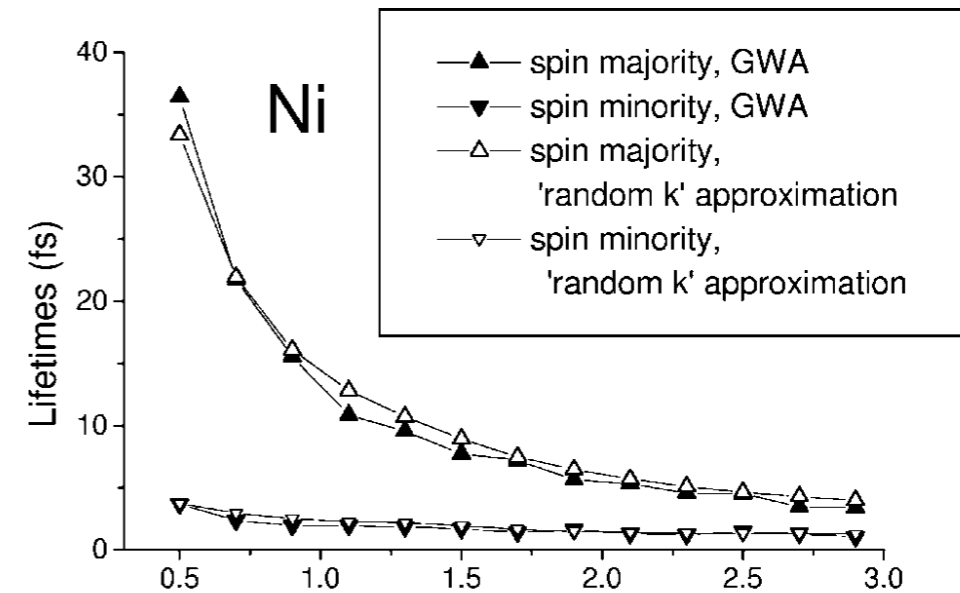 40
30
20
10
0
Lifetimes (fs)
Ni
spin majority, GWA
spin minority, GWA
spin majority,
'random k' approximation
spin minority,
'random k' approximation
0.5 1.0 1.5 2.0 2.5 3.0